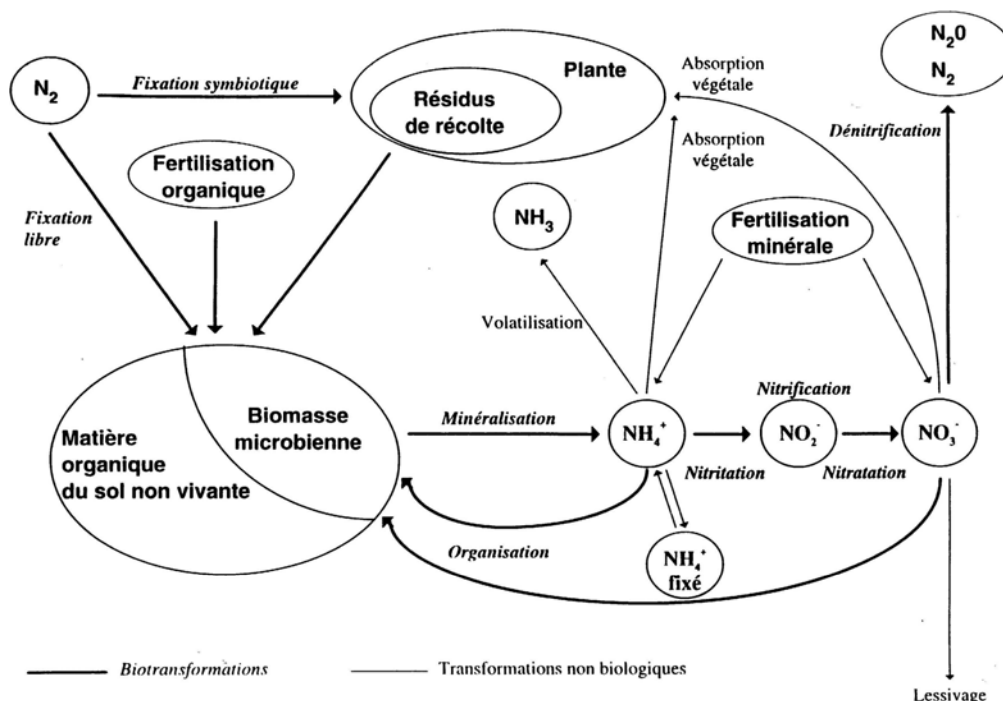 N₂0
N₂
N₂
Fixation symbiotique
Plante
Absorption
végétale
Résidus
de récolte
Absorption
végétale
Dénitrification
Fertilisation
organique
Fixation
libre
NH₃
Fertilisation
minérale
Volatilisation
Biomasse
microbienne
Matière
organique
du sol non vivante
Minéralisation
NH₄⁺
Nitrification
NO₂⁻
NO₃⁻
Nitritation
Nitratation
Organisation
NH₄⁺
fixé
Biotransformations
Transformations non biologiques
Lessivage